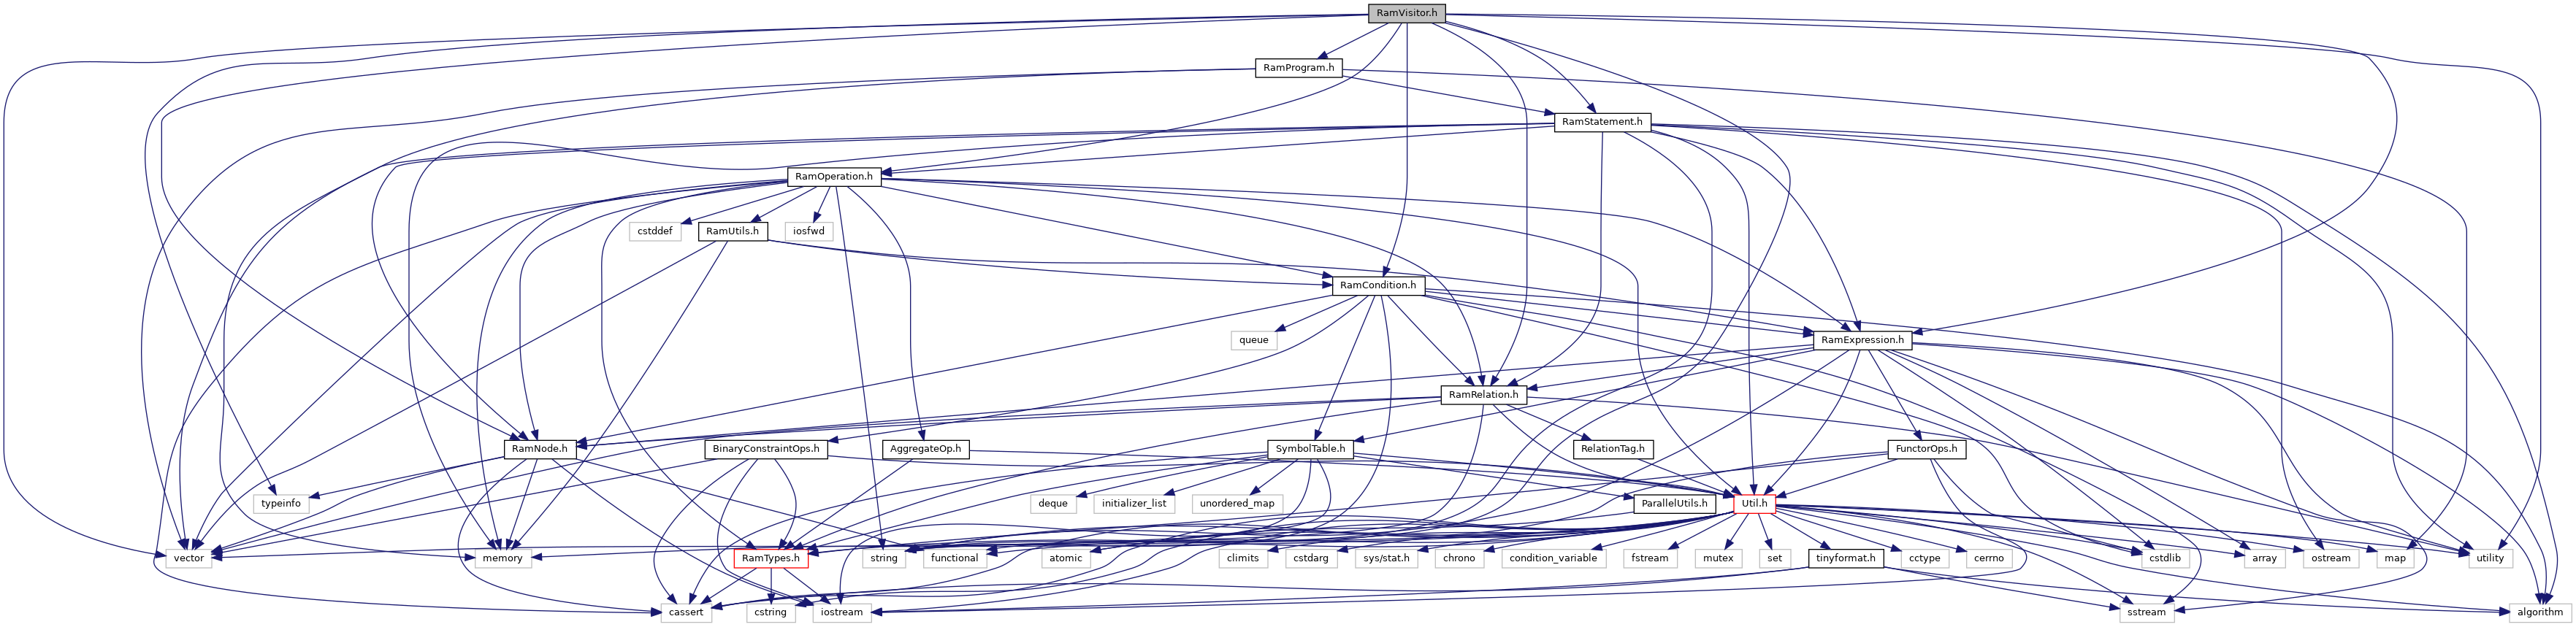 RamVisitor.h
RamProgram.h
RamStatement.h
RamOperation.h
cstddef
RamUtils.h
iosfwd
RamCondition.h
queue
RamExpression.h
RamRelation.h
RamNode.h
BinaryConstraintOps.h
AggregateOp.h
SymbolTable.h
RelationTag.h
FunctorOps.h
typeinfo
deque
initializer_list
unordered_map
ParallelUtils.h
Util.h
vector
memory
RamTypes.h
string
functional
atomic
climits
cstdarg
sys/stat.h
chrono
condition_variable
fstream
mutex
set
tinyformat.h
cctype
cerrno
cstdlib
array
ostream
map
utility
cassert
cstring
iostream
sstream
algorithm